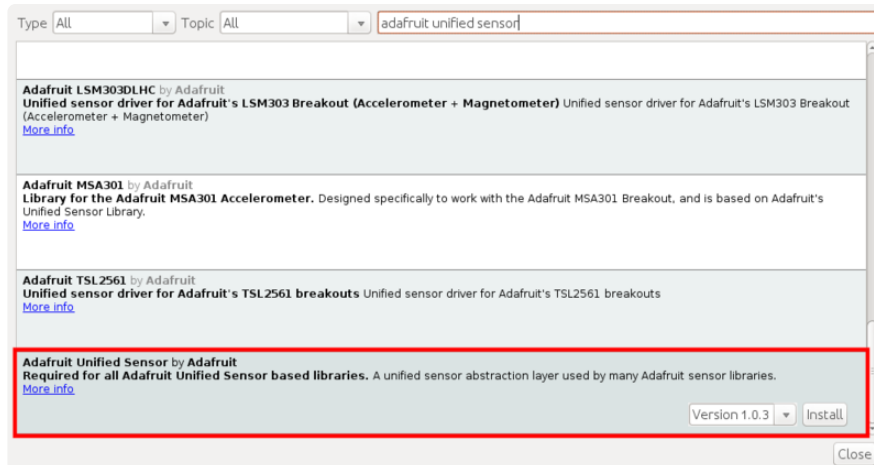 Type All Topic All adafruit unified sensor
Adafruit LSM303DLHC by Adafruit
Unified sensor driver for Adafruit's LSM303 Breakout (Accelerometer + Magnetometer) Unified sensor driver for Adafruit's LSM303 Breakout
(Accelerometer + Magnetometer)
More info
Adafruit MSA301 by Adafruit
Library for the Adafruit MSA301 Accelerometer. Designed specifically to work with the Adafruit MSA301 Breakout, and is based on Adafruit's
Unified Sensor Library.
More info
Adafruit TSL2561 by Adafruit
Unified sensor driver for Adafruit's TSL2561 breakouts Unified sensor driver for Adafruit's TSL2561 breakouts
More info
Adafruit Unified Sensor by Adafruit
Required for all Adafruit Unified Sensor based libraries. A unified sensor abstraction layer used by many Adafruit sensor libraries.
More info
Version 1.0.3 Install
Close